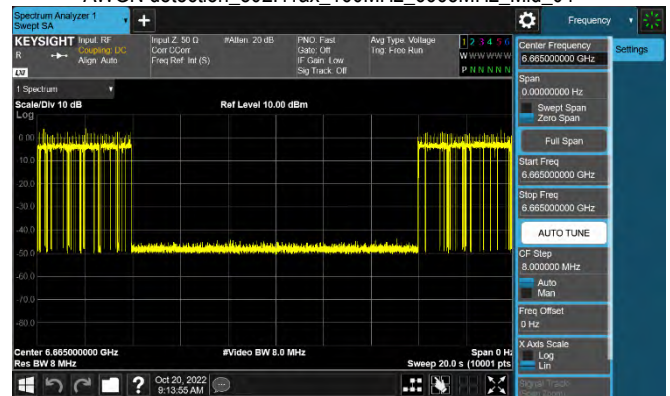 Spectrum Analyzer 1
Swept SA
Frequency
KEYSIGHT
Input: RF
Coupling: DC
Align: Auto
Input Z: 50 Ω
Corr CCorr
Freq Ref: Int (S)
#Atten: 20 dB
PNO: Fast
Gate: Off
IF Gain: Low
Sig Track: Off
Avg Type: Voltage
Trig: Free Run
1 2 3 4 5 6
W W W W W W
P N N N N N
R
LXI
1 Spectrum
Scale/Div 10 dB
Ref Level 10.00 dBm
Log
0.00
-10.0
-20.0
-30.0
-40.0
-50.0
-60.0
-70.0
-80.0
Center 6.665000000 GHz
#Video BW 8.0 MHz
Span 0 Hz
Res BW 8 MHz
Sweep 20.0 s (10001 pts
Oct 20, 2022
9:13:55 AM
Center Frequency
6.665000000 GHz
Settings
Span
0.00000000 Hz
Swept Span
Zero Span
Full Span
Start Freq
6.665000000 GHz
Stop Freq
6.665000000 GHz
AUTO TUNE
CF Step
8.000000 MHz
Auto
Man
Freq Offset
0 Hz
X Axis Scale
Log
Lin
Signal Track